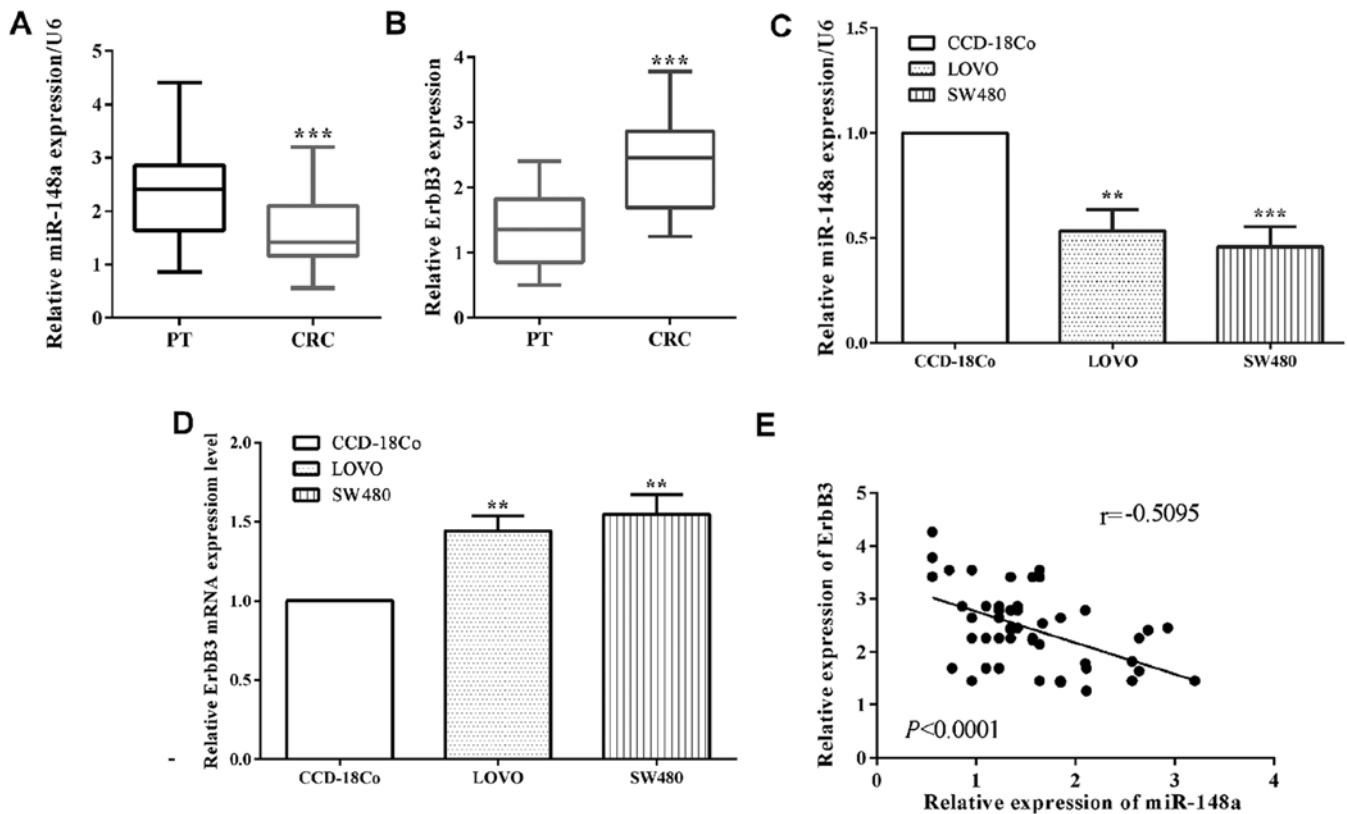 A
Relative miR-148a expression/U6
5
4
3
2
1
0
***
PT
CRC
B
Relative ErbB3 expression
4
3
2
1
0
***
PT
CRC
C
Relative miR-148a expression/U6
1.5
1.0
0.5
0.0
CCD-18Co
LOVO
SW480
**
***
CCD-18Co
LOVO
SW480
D
Relative ErbB3 mRNA expressiom level
2.0
1.5
1.0
0.5
0.0
CCD-18Co
LOVO
SW480
**
**
CCD-18Co
LOVO
SW480
E
Relative expression of ErbB3
5
4
3
2
1
0
r=-0.5095
P<0.0001
0
1
2
3
4
Relative expression of miR-148a